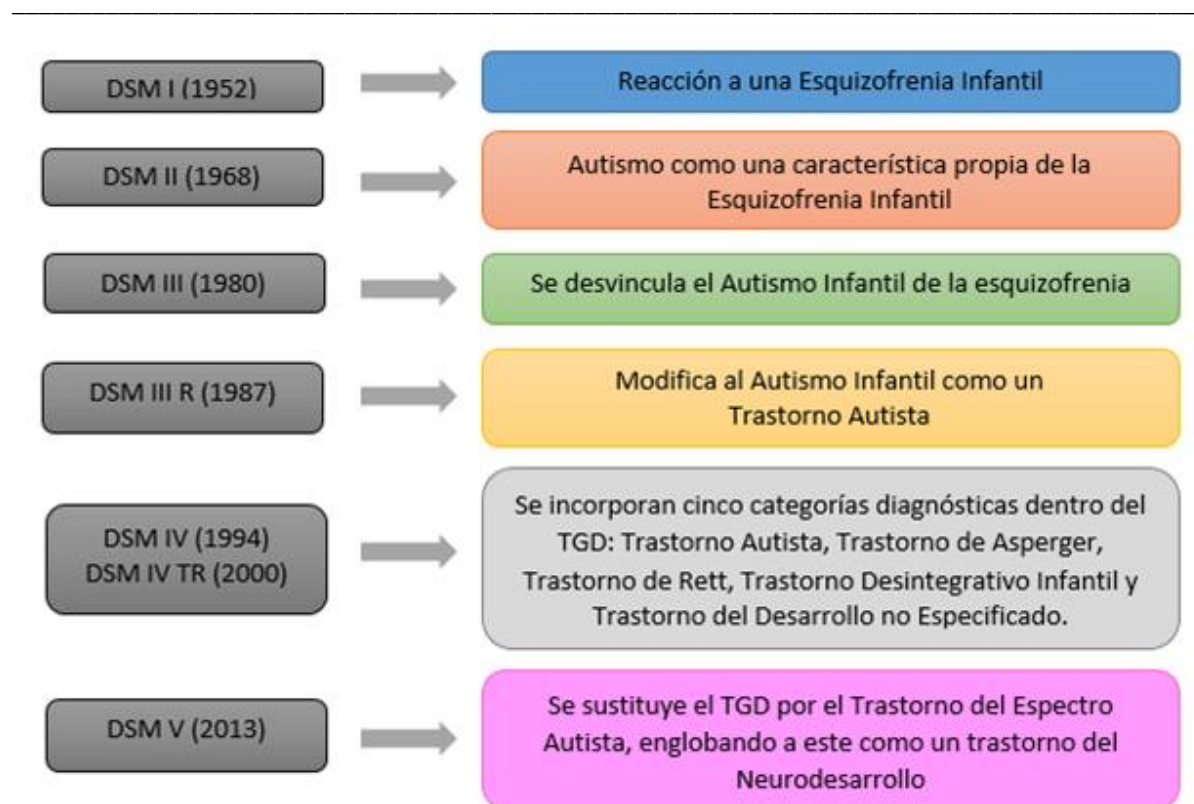 DSM I (1952)
Reacción a una Esquizofrenia Infantil
DSM II (1968)
Autismo como una característica propia de la
Esquizofrenia Infantil
DSM III (1980)
Se desvincula el Autismo Infantil de la esquizofrenia
DSM III R (1987)
Modifica al Autismo Infantil como un
Trastorno Autista
DSM IV (1994)
DSM IV TR (2000)
Se incorporan cinco categorías diagnósticas dentro del
TGD: Trastorno Autista, Trastorno de Asperger,
Trastorno de Rett, Trastorno Desintegrativo Infantil y
Trastorno del Desarrollo no Especificado.
DSM V (2013)
Se sustituye el TGD por el Trastorno del Espectro
Autista, englobando a este como un trastorno del
Neurodesarrollo